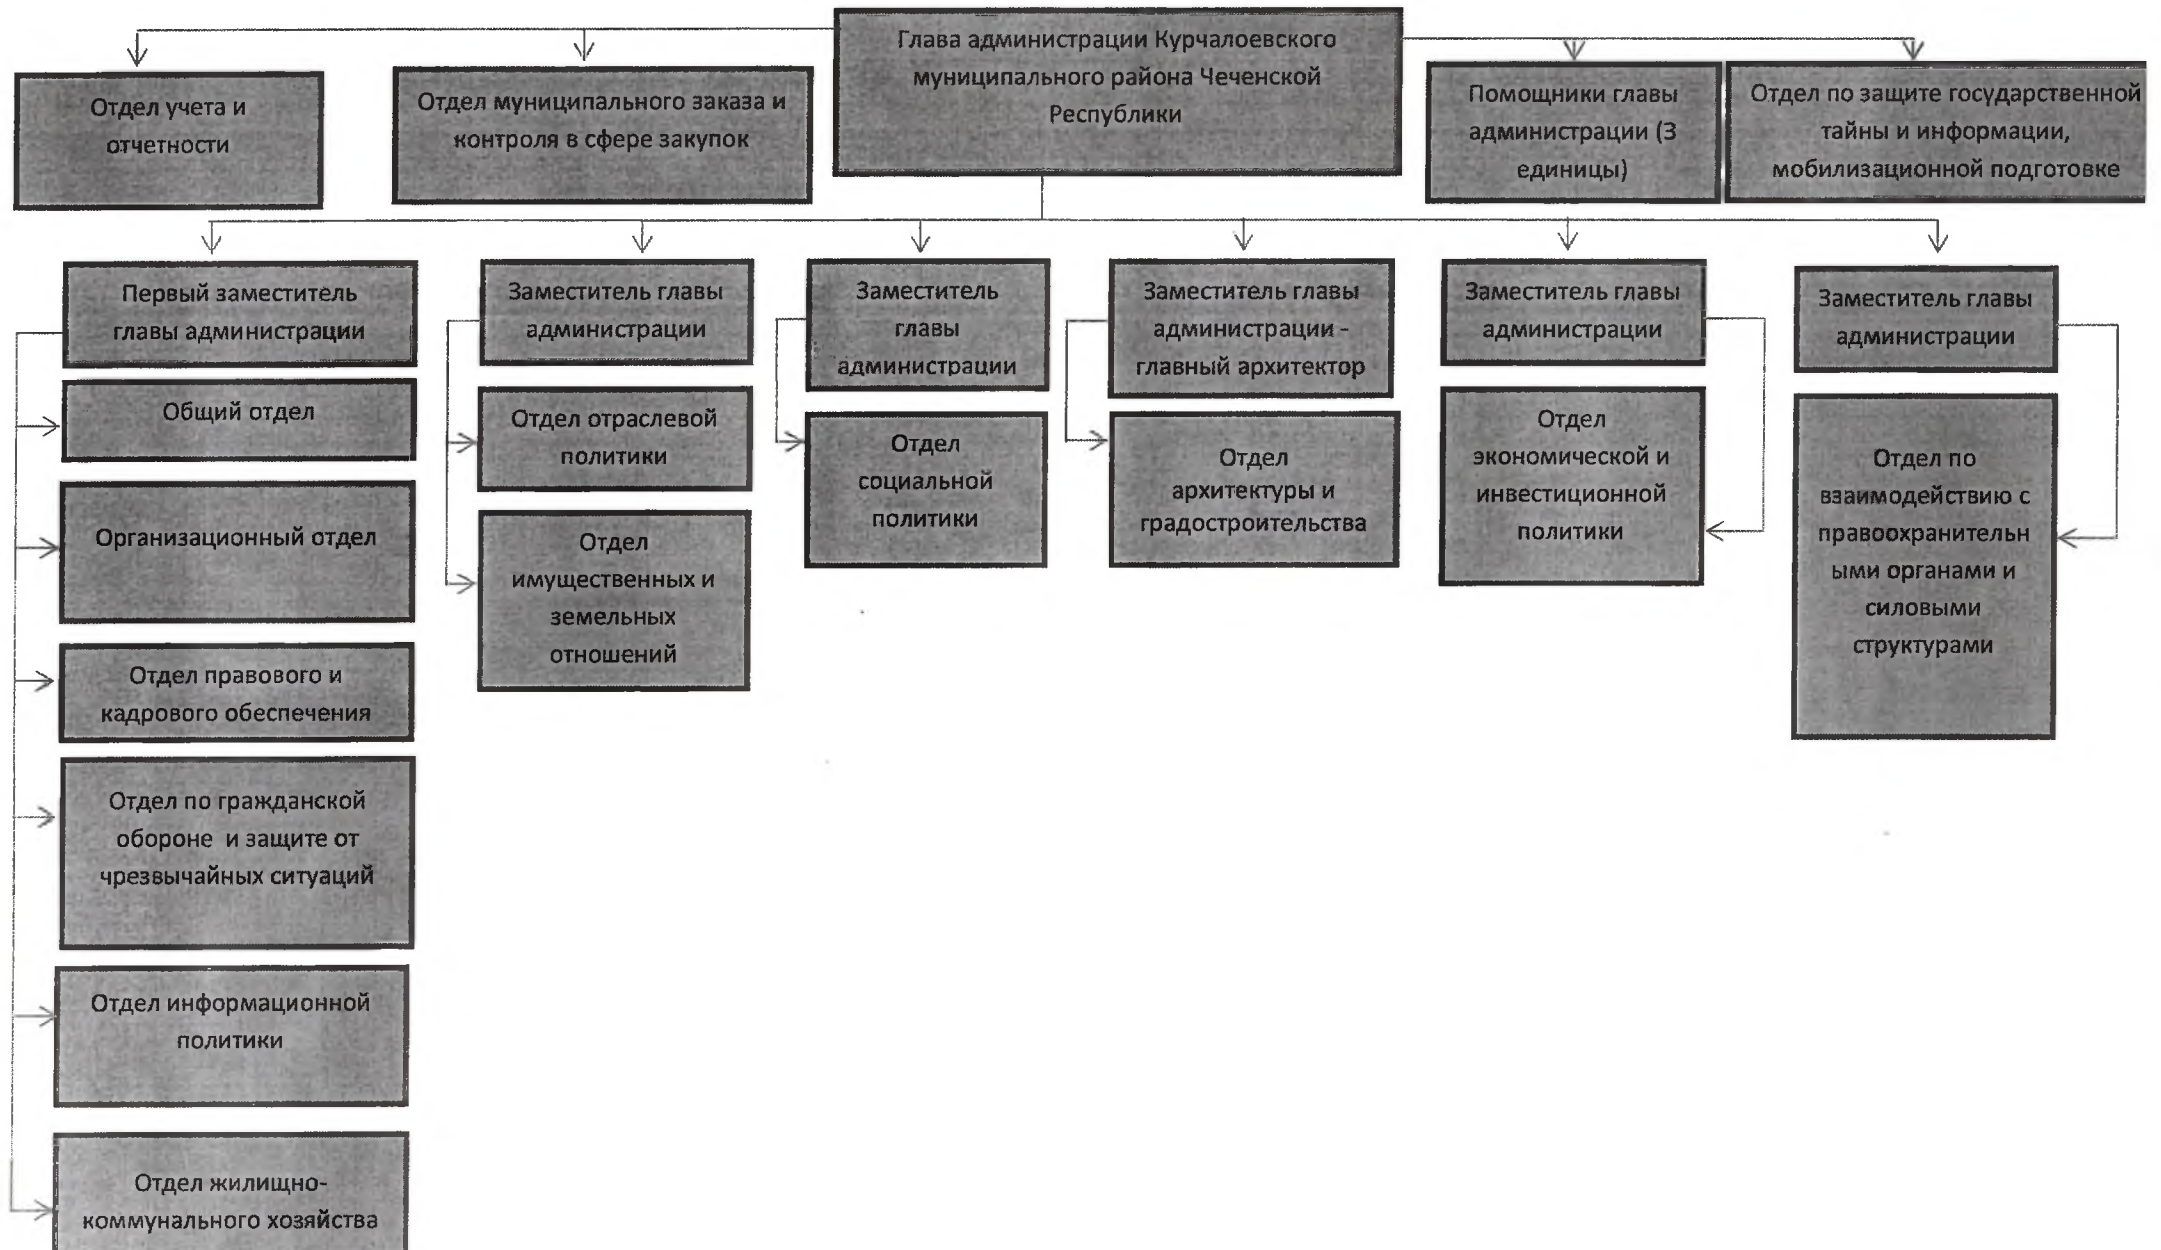 Глава администрации Курчалоевского
муниципального района Чеченской
Республики
Отдел учета и
отчетности
Отдел муниципального заказа и
контроля в сфере закупок
Помощники главы
администрации (3
единицы)
Отдел по защите государственной
тайны и информации,
мобилизационной подготовке
Первый заместитель
главы администрации
Общий отдел
Организационный отдел
Отдел правового и
кадрового обеспечения
Отдел по гражданской
обороне и защите от
чрезвычайных ситуаций
Отдел информационной
политики
Отдел жилищно-
коммунального хозяйства
Заместитель главы
администрации
Отдел отраслевой
политики
Отдел
имущественных и
земельных
отношений
Заместитель
главы
администрации
Отдел
социальной
политики
Заместитель главы
администрации -
главный архитектор
Отдел
архитектуры и
градостроительства
Заместитель главы
администрации
Отдел
экономической и
инвестиционной
политики
Заместитель главы
администрации
Отдел по
взаимодействию с
правоохранительн
ыми органами и
силовыми
структурами